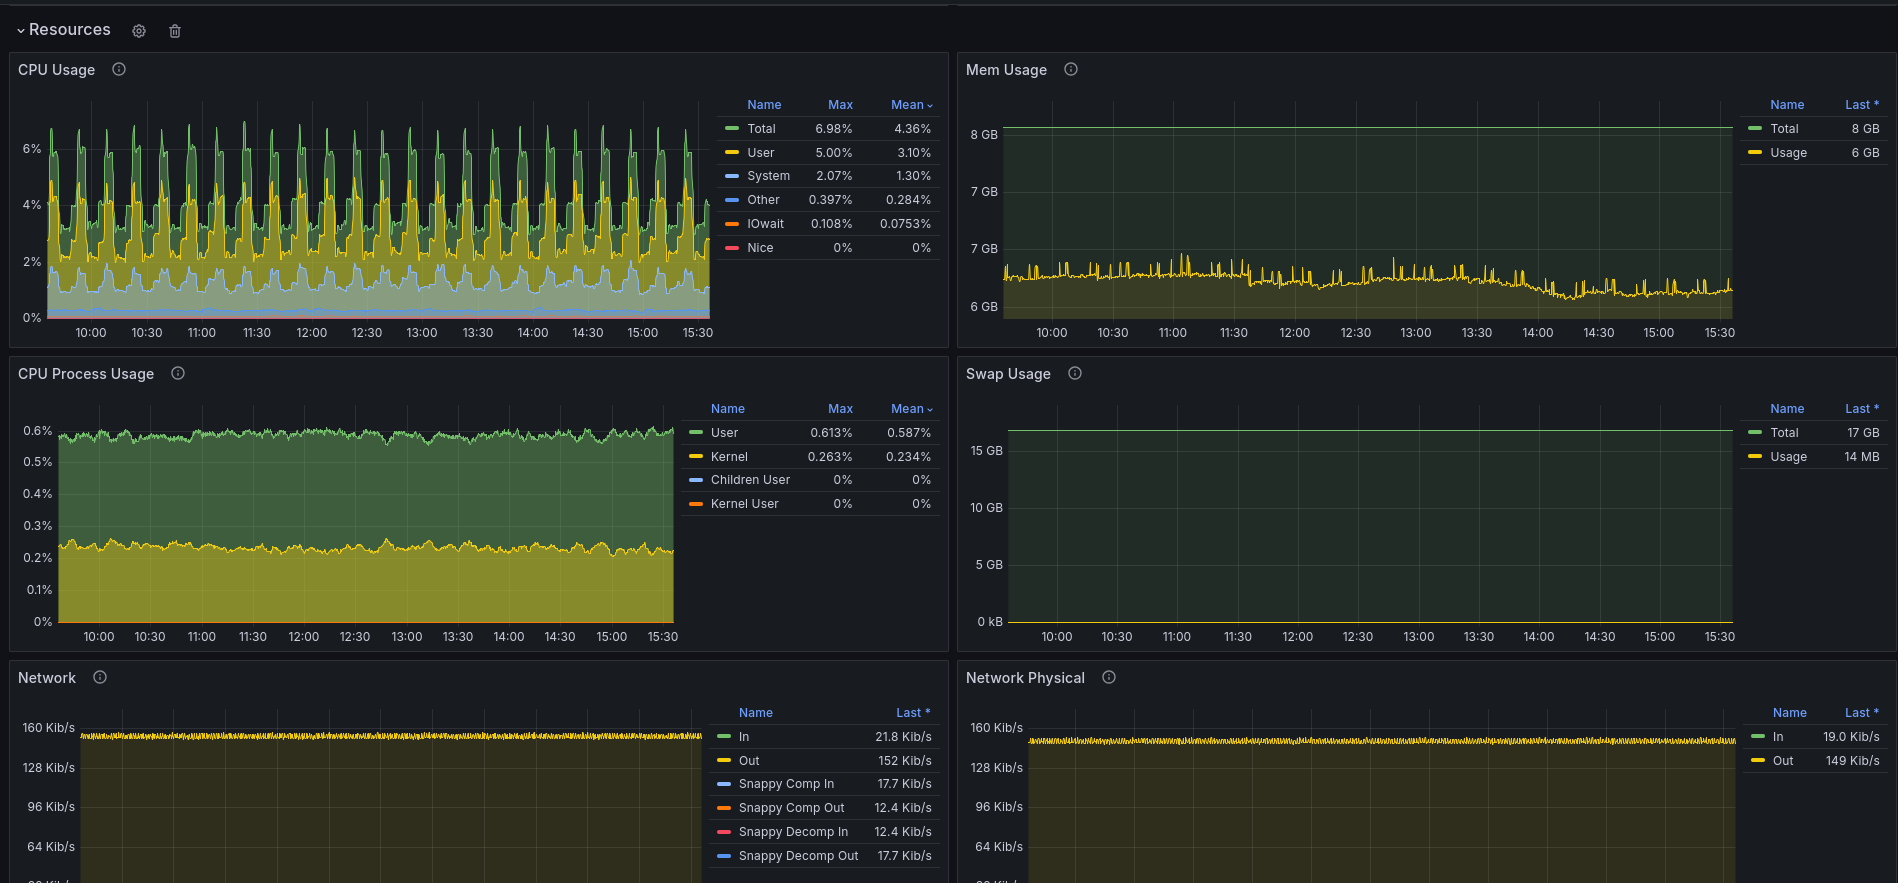 Resources
CPU Usage
Name Max Mean
Total 6.98% 4.36%
User 5.00% 3.10%
System 2.07% 1.30%
Other 0.397% 0.284%
IOwait 0.108% 0.0753%
Nice 0% 0%
6%
4%
2%
0%
10:00 10:30 11:00 11:30 12:00 12:30 13:00 13:30 14:00 14:30 15:00 15:30
Mem Usage
Name Last *
Total 8 GB
Usage 6 GB
8 GB
7 GB
7 GB
6 GB
10:00 10:30 11:00 11:30 12:00 12:30 13:00 13:30 14:00 14:30 15:00 15:30
CPU Process Usage
Name Max Mean
User 0.613% 0.587%
Kernel 0.263% 0.234%
Children User 0% 0%
Kernel User 0% 0%
0.6%
0.5%
0.4%
0.3%
0.2%
0.1%
0%
10:00 10:30 11:00 11:30 12:00 12:30 13:00 13:30 14:00 14:30 15:00 15:30
Swap Usage
Name Last *
Total 17 GB
Usage 14 MB
15 GB
10 GB
5 GB
0 kB
10:00 10:30 11:00 11:30 12:00 12:30 13:00 13:30 14:00 14:30 15:00 15:30
Network
Name Last *
In 21.8 Kib/s
Out 152 Kib/s
Snappy Comp In 17.7 Kib/s
Snappy Comp Out 12.4 Kib/s
Snappy Decomp In 12.4 Kib/s
Snappy Decomp Out 17.7 Kib/s
160 Kib/s
128 Kib/s
96 Kib/s
64 Kib/s
Network Physical
Name Last *
In 19.0 Kib/s
Out 149 Kib/s
160 Kib/s
128 Kib/s
96 Kib/s
64 Kib/s